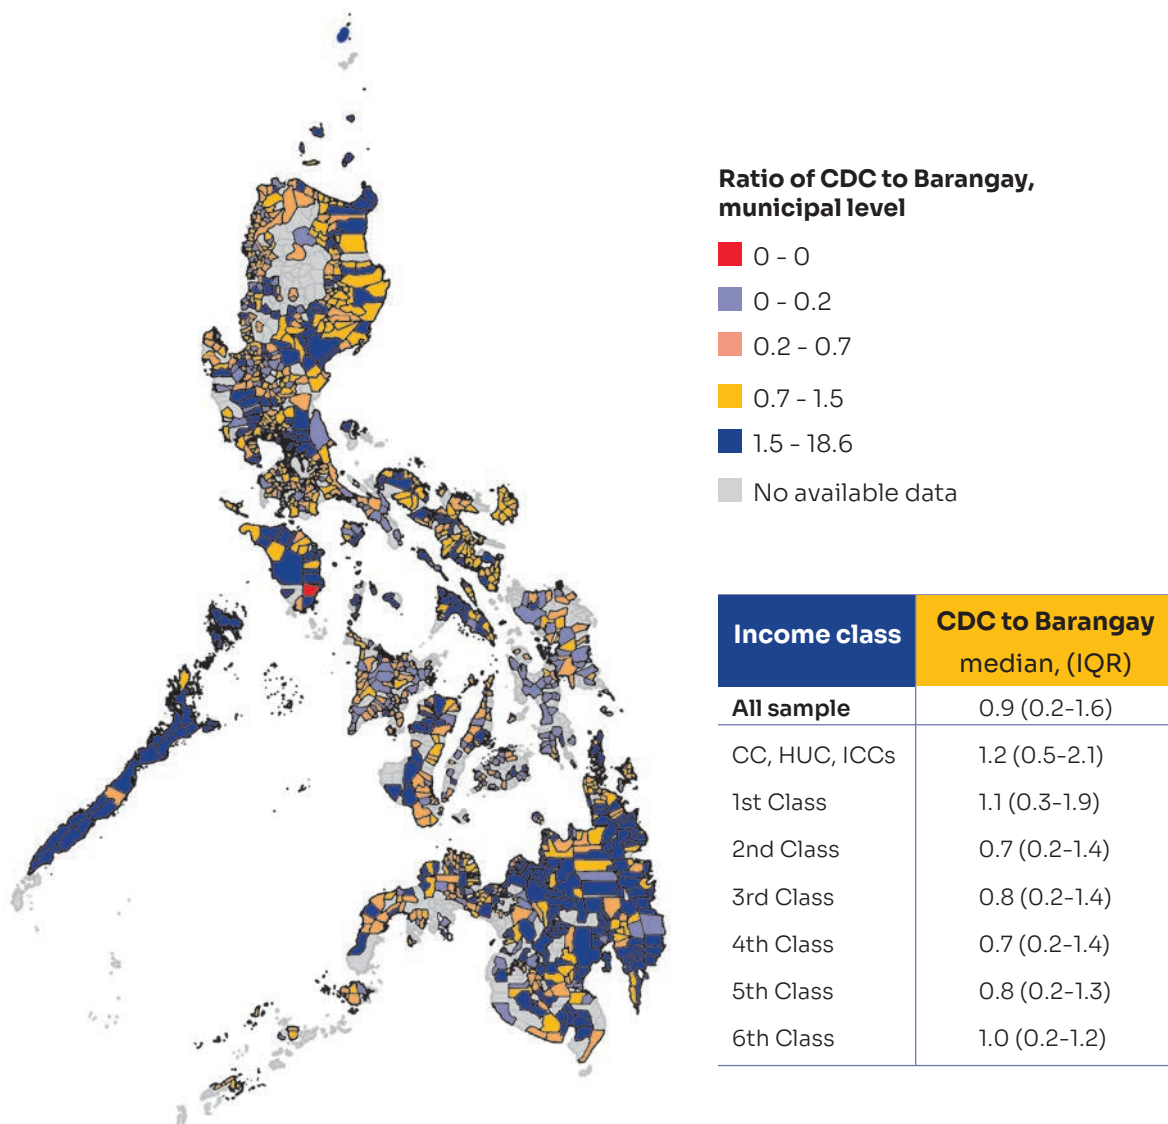 Ratio of CDC to Barangay,
municipal level
0 - 0
0 - 0.2
0.2 - 0.7
0.7 - 1.5
1.5 - 18.6
No available data
Income class CDC to Barangay
median, (IQR)
All sample 0.9 (0.2-1.6)
CC, HUC, ICCs 1.2 (0.5-2.1)
1st Class 1.1 (0.3-1.9)
2nd Class 0.7 (0.2-1.4)
3rd Class 0.8 (0.2-1.4)
4th Class 0.7 (0.2-1.4)
5th Class 0.8 (0.2-1.3)
6th Class 1.0 (0.2-1.2)